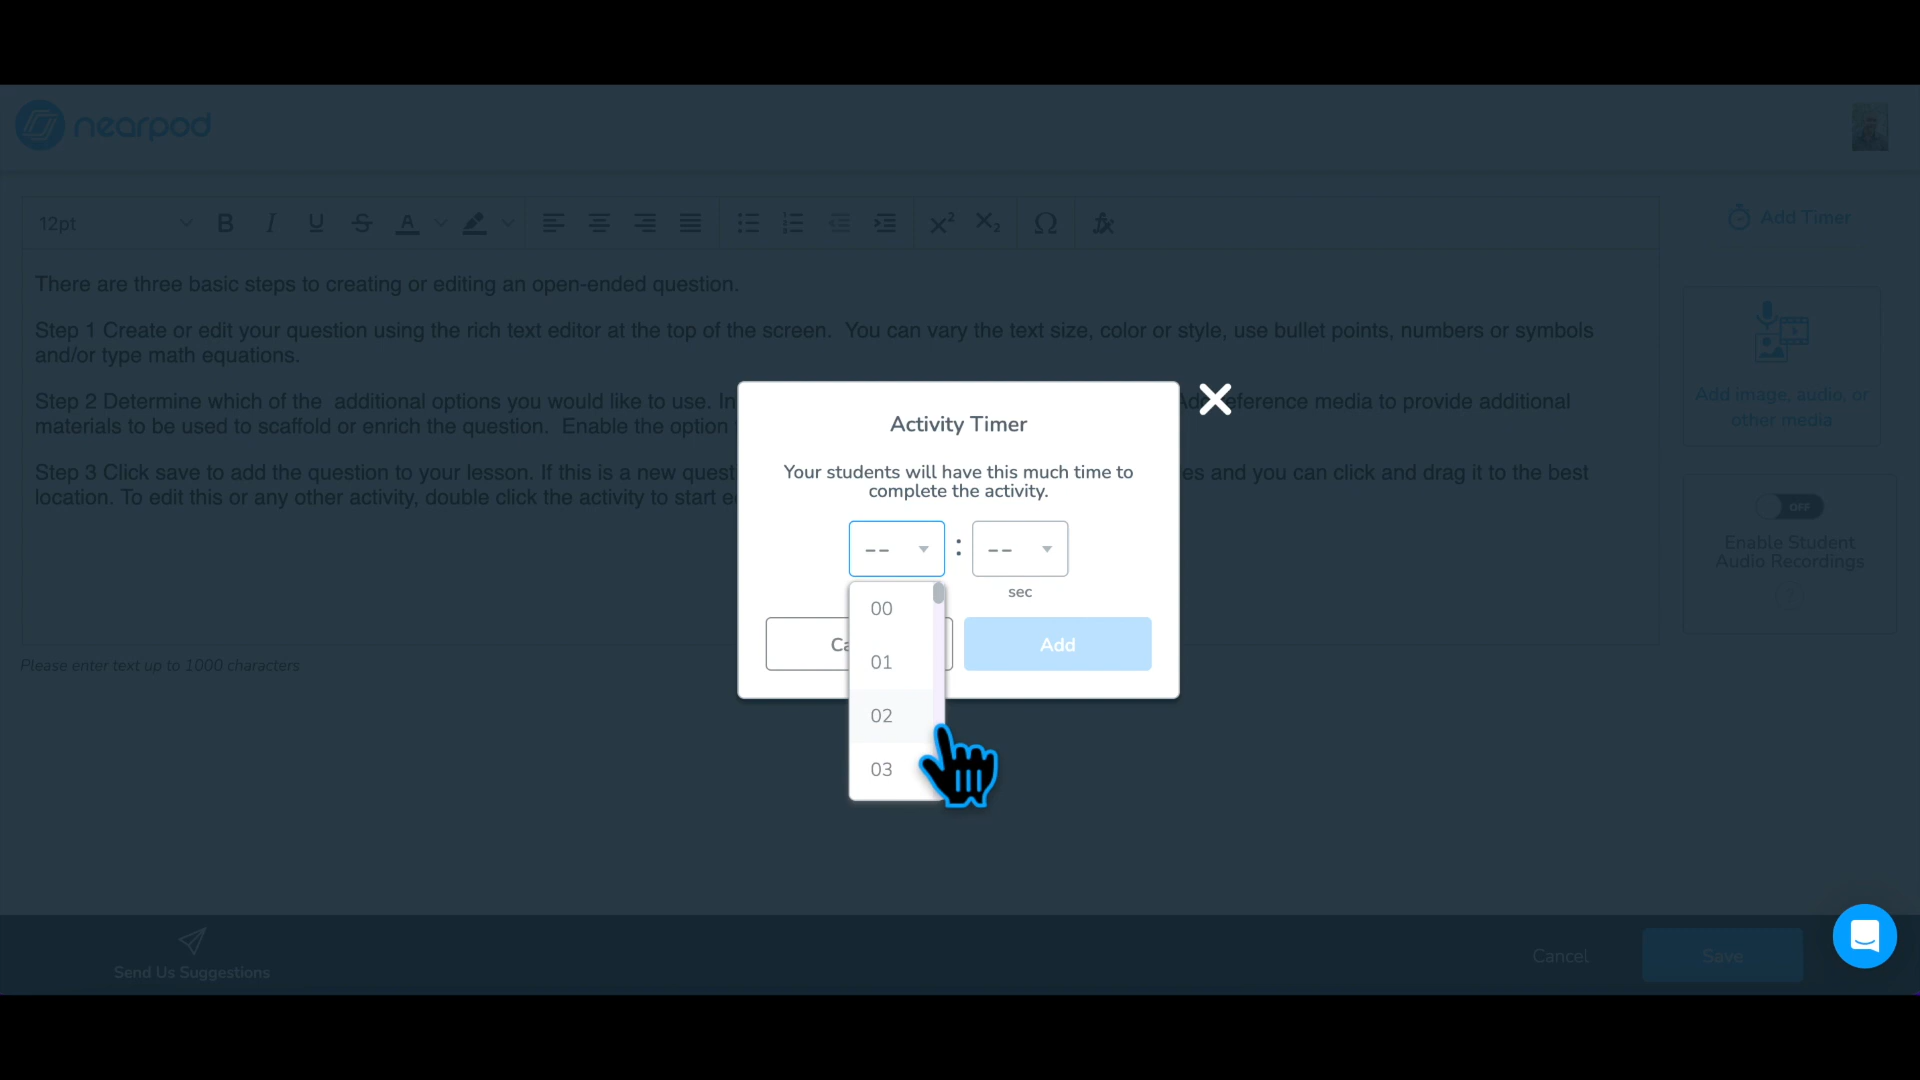 nearpod
12pt
Add Timer
There are three basic steps to creating or editing an open-ended question.
Step 1 Create or edit your question using the rich text editor at the top of the screen.  You can vary the text size, color or style, use bullet points, numbers or symbols
and/or type math equations.
Step 2 Determine which of the  additional options you would like to use. In
eference media to provide additional
materials to be used to scaffold or enrich the question.  Enable the option
Step 3 Click save to add the question to your lesson. If this is a new quest
es and you can click and drag it to the best
location. To edit this or any other activity, double click the activity to start e
Please enter text up to 1000 characters
Add image, audio, or
other media
OFF
Enable Student
Audio Recordings
Activity Timer
Your students will have this much time to
complete the activity.
-- : --
sec
00
01
02
03
Ca
Add
Send Us Suggestions
Cancel
Save